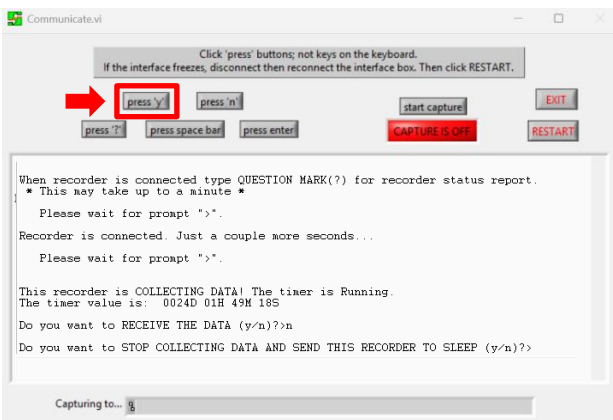 Communicate.vi
Click 'press' buttons; not keys on the keyboard.
If the interface freezes, disconnect then reconnect the interface box. Then click RESTART.
press 'y'
press 'n'
start capture
EXIT
press '?'
press space bar
press enter
CAPTURE IS OFF
RESTART
When recorder is connected type QUESTION MARK(?) for recorder status report.
* This may take up to a minute *
Please wait for prompt ">".
Recorder is connected. Just a couple more seconds...
Please wait for prompt ">".
This recorder is COLLECTING DATA! The timer is Running.
The timer value is: 0024D 01H 49M 18S
Do you want to RECEIVE THE DATA (y/n)?>n
Do you want to STOP COLLECTING DATA AND SEND THIS RECORDER TO SLEEP (y/n)?>
Capturing to...